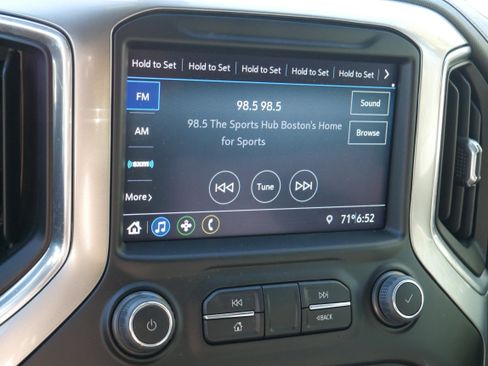 Hold to Set Hold to Set Hold to Set Hold to Set Hold to Set
FM
98.5 98.5
Sound
98.5 The Sports Hub Boston's Home
for Sports
Browse
AM
((sxm))
Tune
More
71° 6:52
BACK